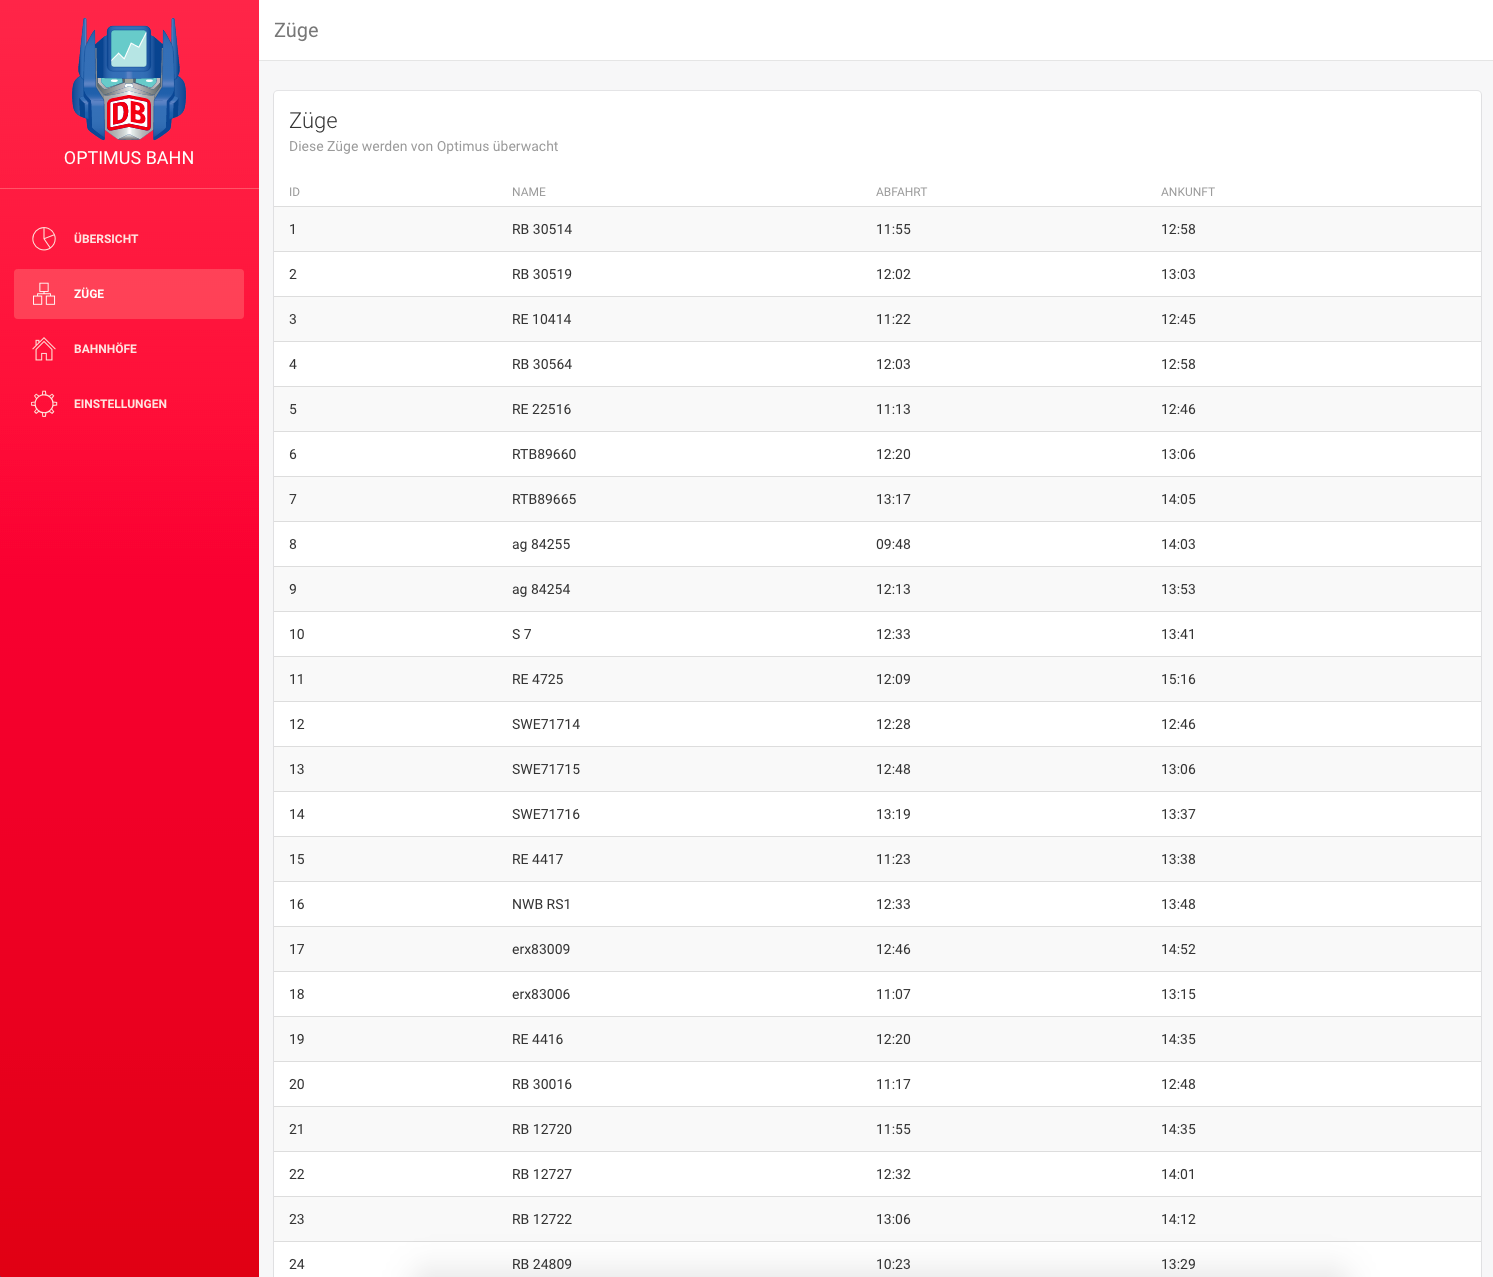 DB
OPTIMUS BAHN
ÜBERSICHT
ZÜGE
BAHNHÖFE
EINSTELLUNGEN
Züge
Züge
Diese Züge werden von Optimus überwacht
ID NAME ABFAHRT ANKUNFT
1 RB 30514 11:55 12:58
2 RB 30519 12:02 13:03
3 RE 10414 11:22 12:45
4 RB 30564 12:03 12:58
5 RE 22516 11:13 12:46
6 RTB89660 12:20 13:06
7 RTB89665 13:17 14:05
8 ag 84255 09:48 14:03
9 ag 84254 12:13 13:53
10 S 7 12:33 13:41
11 RE 4725 12:09 15:16
12 SWE71714 12:28 12:46
13 SWE71715 12:48 13:06
14 SWE71716 13:19 13:37
15 RE 4417 11:23 13:38
16 NWB RS1 12:33 13:48
17 erx83009 12:46 14:52
18 erx83006 11:07 13:15
19 RE 4416 12:20 14:35
20 RB 30016 11:17 12:48
21 RB 12720 11:55 14:35
22 RB 12727 12:32 14:01
23 RB 12722 13:06 14:12
24 RB 24809 10:23 13:29